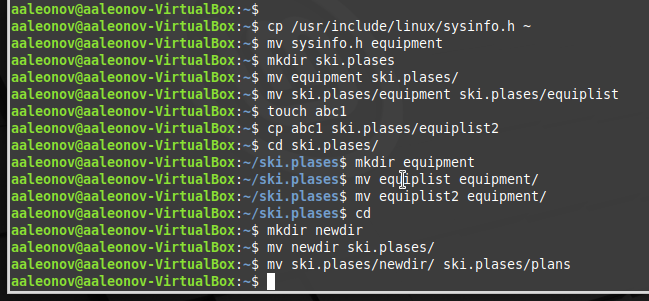 aaleonov@aaleonov-VirtualBox:~$
aaleonov@aaleonov-VirtualBox:~$ cp /usr/include/linux/sysinfo.h ~
aaleonov@aaleonov-VirtualBox:~$ mv sysinfo.h equipment
aaleonov@aaleonov-VirtualBox:~$ mkdir ski.plases
aaleonov@aaleonov-VirtualBox:~$ mv equipment ski.plases/
aaleonov@aaleonov-VirtualBox:~$ mv ski.plases/equipment ski.plases/equiplist
aaleonov@aaleonov-VirtualBox:~$ touch abc1
aaleonov@aaleonov-VirtualBox:~$ cp abc1 ski.plases/equiplist2
aaleonov@aaleonov-VirtualBox:~$ cd ski.plases/
aaleonov@aaleonov-VirtualBox:~/ski.plases$ mkdir equipment
aaleonov@aaleonov-VirtualBox:~/ski.plases$ mv equiplist equipment/
aaleonov@aaleonov-VirtualBox:~/ski.plases$ mv equiplist2 equipment/
aaleonov@aaleonov-VirtualBox:~/ski.plases$ cd
aaleonov@aaleonov-VirtualBox:~$ mkdir newdir
aaleonov@aaleonov-VirtualBox:~$ mv newdir ski.plases/
aaleonov@aaleonov-VirtualBox:~$ mv ski.plases/newdir/ ski.plases/plans
aaleonov@aaleonov-VirtualBox:~$